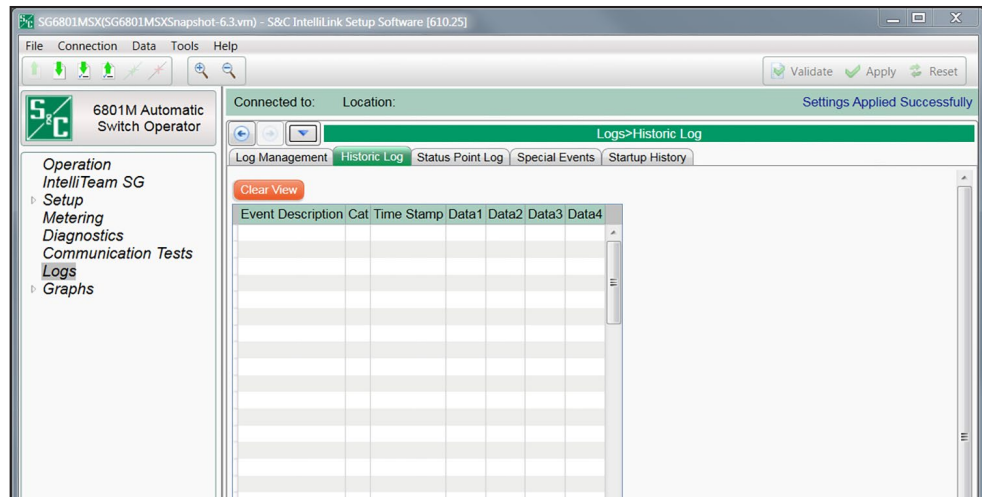 SG6801MSX(SG6801MSXSnapshot-6.3.vm) - S&C IntelliLink Setup Software [610.25]
File Connection Data Tools Help
Validate Apply Reset
S&C
6801M Automatic
Switch Operator
Connected to: Location: Settings Applied Successfully
Logs>Historic Log
Log Management Historic Log Status Point Log Special Events Startup History
Operation
IntelliTeam SG
Setup
Metering
Diagnostics
Communication Tests
Logs
Graphs
Clear View
Event Description Cat Time Stamp Data1 Data2 Data3 Data4